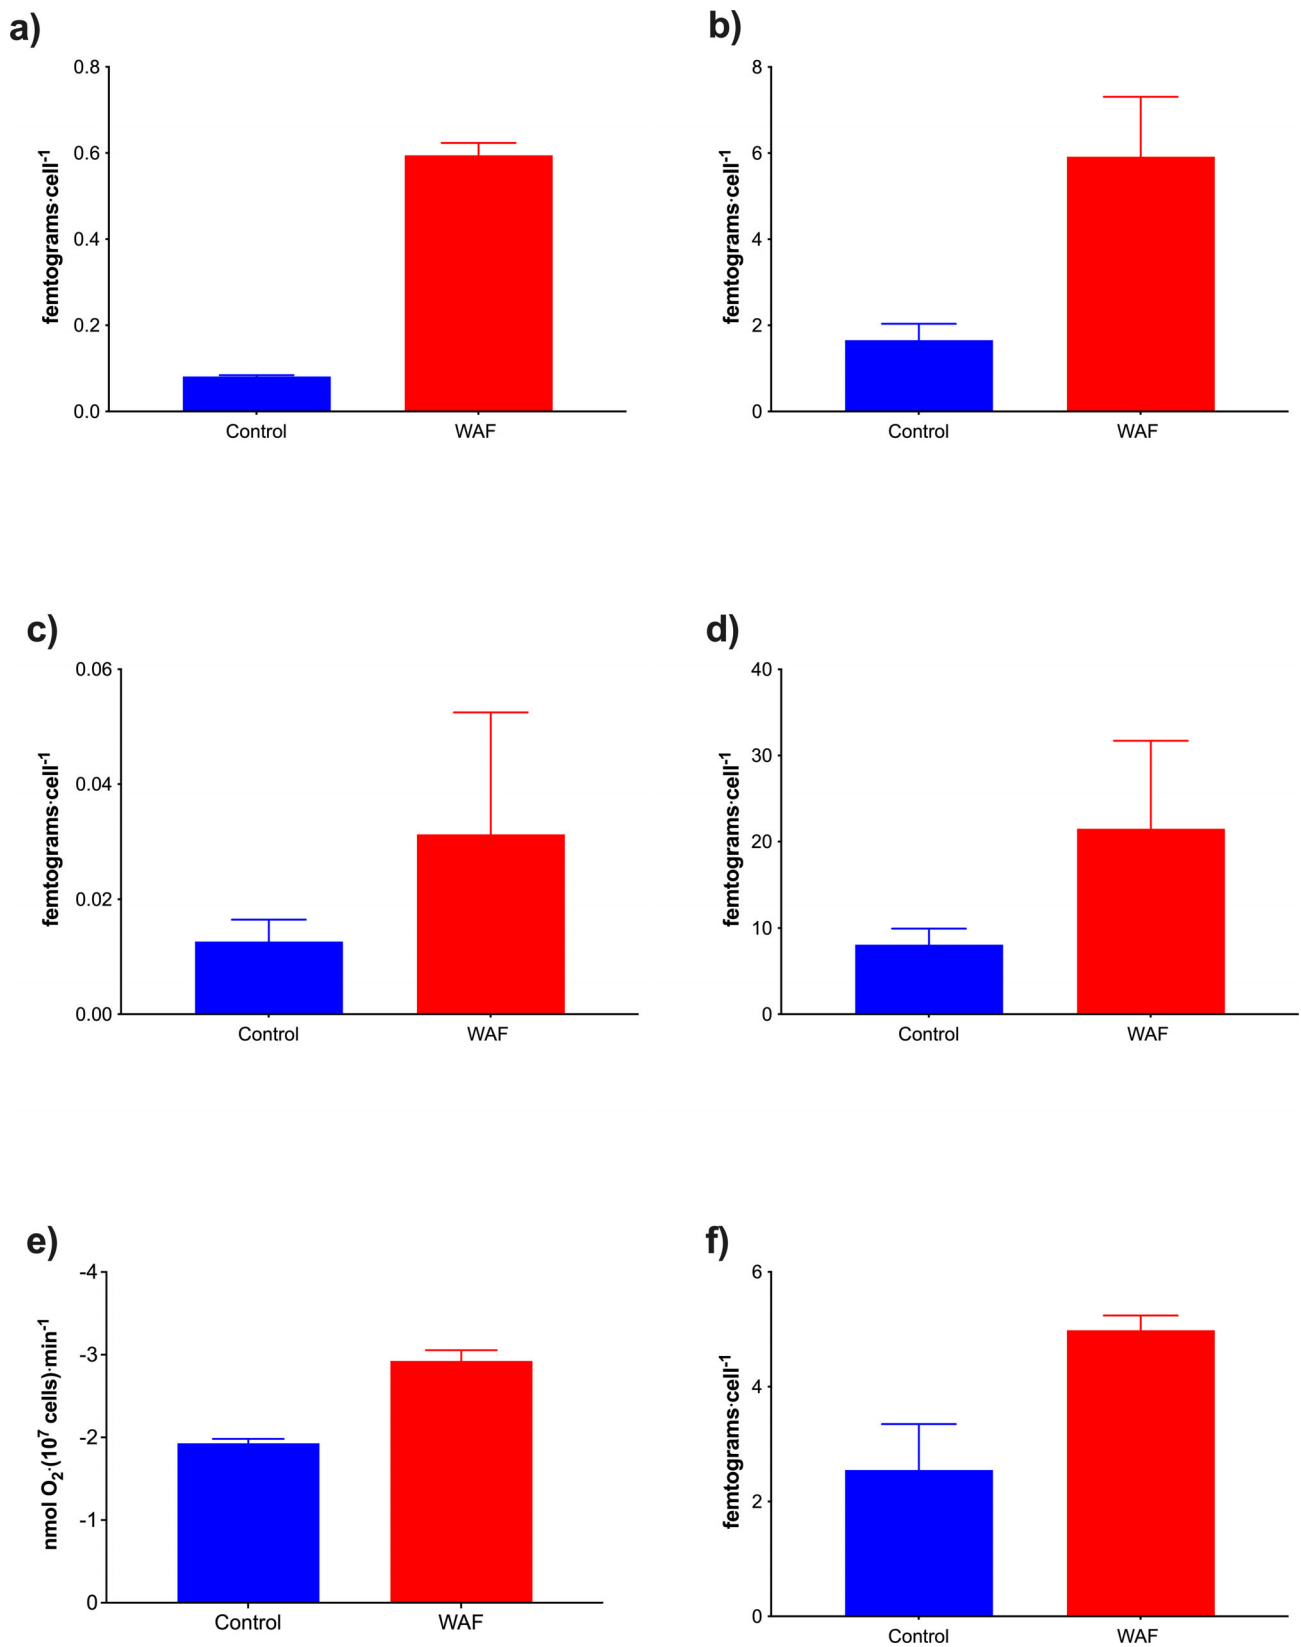 a)
0.8
0.6
0.4
0.2
0.0
femtograms·cell⁻¹
Control WAF
b)
8
6
4
2
0
femtograms·cell⁻¹
Control WAF
c)
0.06
0.04
0.02
0.00
femtograms·cell⁻¹
Control WAF
d)
40
30
20
10
0
femtograms·cell⁻¹
Control WAF
e)
-4
-3
-2
-1
0
nmol O₂·(10⁷ cells)·min⁻¹
Control WAF
f)
6
4
2
0
femtograms·cell⁻¹
Control WAF